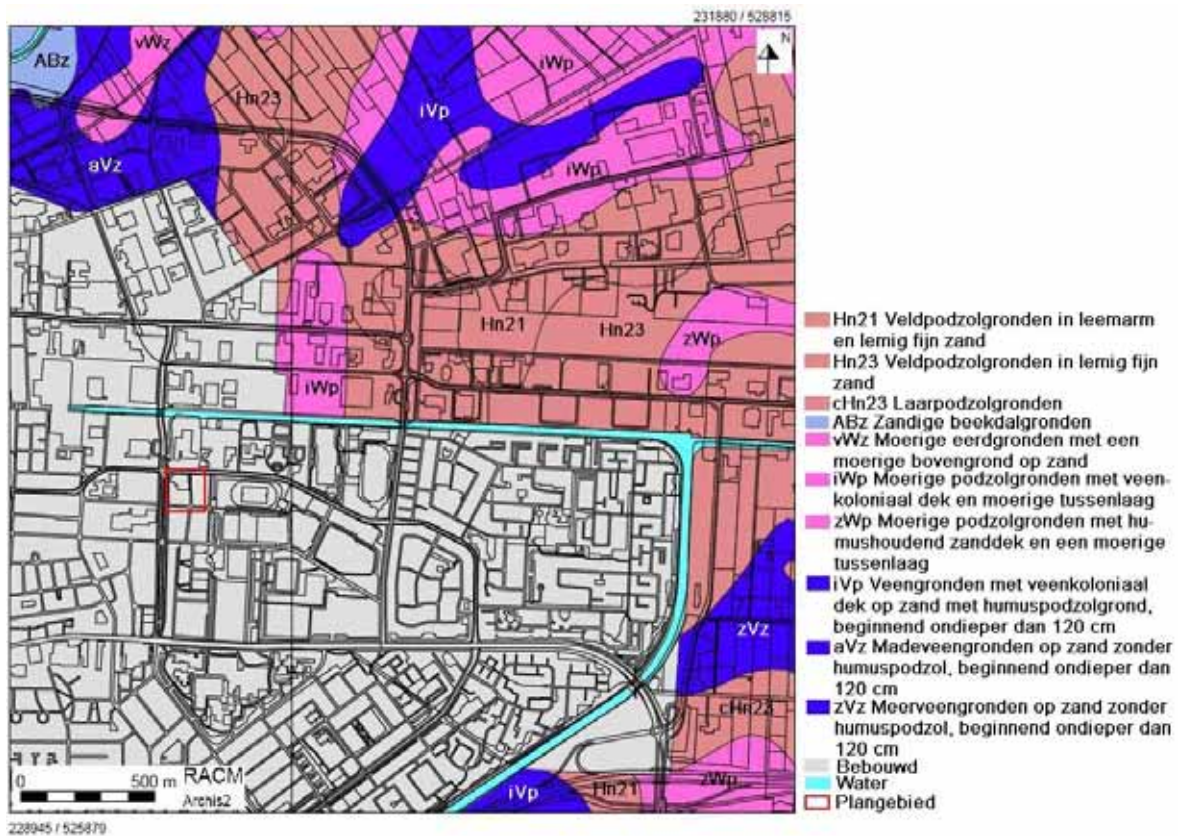 231880 / 528815
N
ABz
vWz
Hn23
iWp
iVp
aVz
iWp
Hn21
Hn23
zWp
iWp
zVz
cHn23
zWp
iVp
Hn21
0 500 m
RACM
Archis2
228945 / 525879
Hn21 Veldpodzolgronden in leemarm
en lemig fijn zand
Hn23 Veldpodzolgronden in lemig fijn
zand
cHn23 Laarpodzolgronden
ABz Zandige beekdalgronden
vWz Moerige eerdgronden met een
moerige bovengrond op zand
iWp Moerige podzolgronden met veen-
koloniaal dek en moerige tussenlaag
zWp Moerige podzolgronden met hu-
mushoudend zanddek en een moerige
tussenlaag
iVp Veengronden met veenkoloniaal
dek op zand met humuspodzolgrond,
beginnend ondieper dan 120 cm
aVz Madeveengronden op zand zonder
humuspodzol, beginnend ondieper dan
120 cm
zVz Meerveengronden op zand zonder
humuspodzol, beginnend ondieper dan
120 cm
Bebouwd
Water
Plangebied